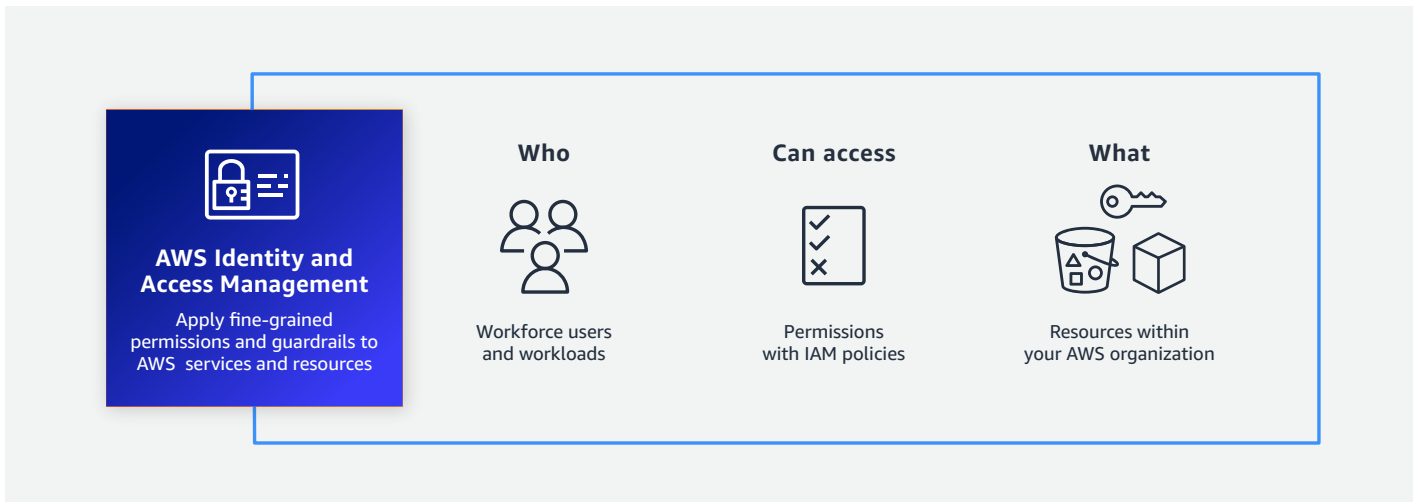 AWS Identity and
Access Management
Apply fine-grained
permissions and guardrails to
AWS services and resources
Who
Workforce users
and workloads
Can access
Permissions
with IAM policies
What
Resources within
your AWS organization